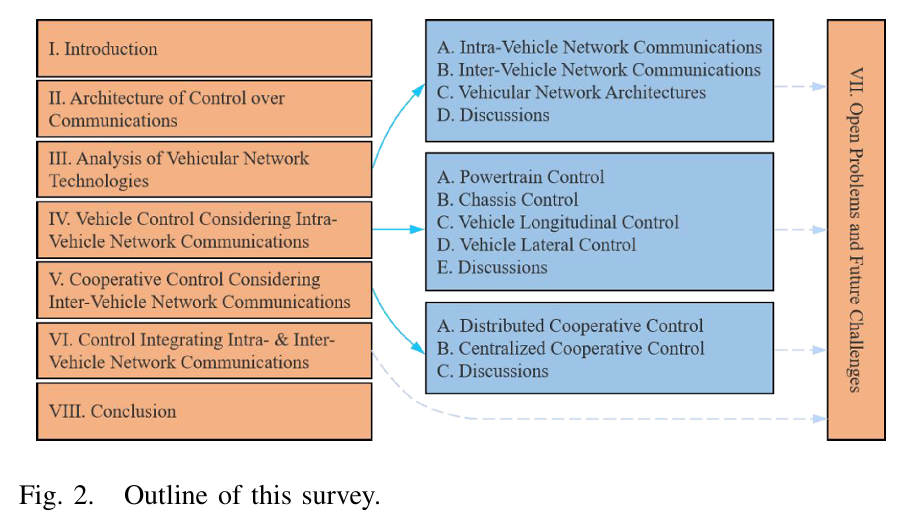 I. Introduction
II. Architecture of Control over
Communications
III. Analysis of Vehicular Network
Technologies
IV. Vehicle Control Considering Intra-
Vehicle Network Communications
V. Cooperative Control Considering
Inter-Vehicle Network Communications
VI. Control Integrating Intra- & Inter-
Vehicle Network Communications
VIII. Conclusion
A. Intra-Vehicle Network Communications
B. Inter-Vehicle Network Communications
C. Vehicular Network Architectures
D. Discussions
A. Powertrain Control
B. Chassis Control
C. Vehicle Longitudinal Control
D. Vehicle Lateral Control
E. Discussions
A. Distributed Cooperative Control
B. Centralized Cooperative Control
C. Discussions
VII. Open Problems and Future Challenges
Fig. 2. Outline of this survey.